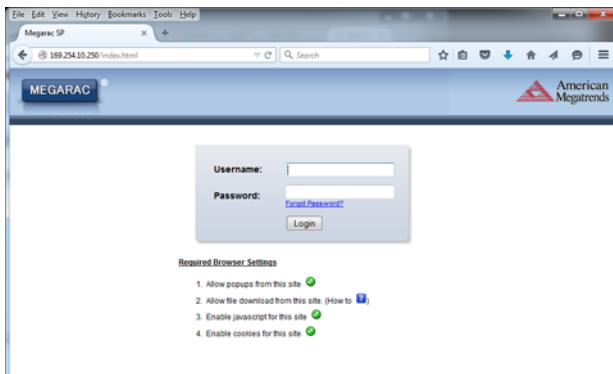 File Edit View History Bookmarks Tools Help
Megarac SP
169.254.10.250/index.html
Search
MEGARAC
American
Megatrends
Username:
Password:
Forgot Password?
Login
Required Browser Settings
1. Allow popups from this site
2. Allow file download from this site. (How to ?)
3. Enable javascript for this site
4. Enable cookies for this site